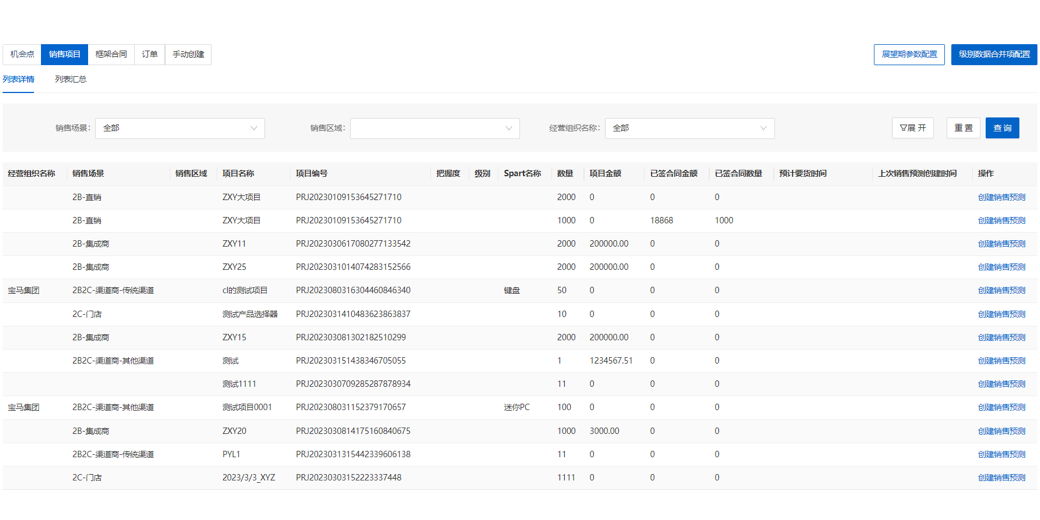 机会点 销售项目 框架合同 订单 手动创建 展望期参数配置 级别数据合并项配置
列表详情 列表汇总
销售场景: 全部 销售区域: 经营组织名称: 全部 展 开 重 置 查 询
经营组织名称 销售场景 销售区域 项目名称 项目编号 把握度 级别 Spart名称 数量 项目金额 已签合同金额 已签合同数量 预计要货时间 上次销售预测创建时间 操作
2B-直销 ZXY大项目 PRJ20230109153645271710 2000 0 0 0 创建销售预测
2B-直销 ZXY大项目 PRJ20230109153645271710 1000 0 18868 1000 创建销售预测
2B-集成商 ZXY11 PRJ2023030617080277133542 2000 200000.00 0 0 创建销售预测
2B-集成商 ZXY25 PRJ2023031014074283152566 2000 200000.00 0 0 创建销售预测
宝马集团 2B2C-渠道商-传统渠道 cl的测试项目 PRJ2023080316304460846340 键盘 50 0 0 0 创建销售预测
2C-门店 测试产品选择器 PRJ2023031410483623863837 10 0 0 0 创建销售预测
2B-集成商 ZXY15 PRJ202303081302182510299 2000 200000.00 0 0 创建销售预测
2B2C-渠道商-其他渠道 测试 PRJ202303151438346705055 1 1234567.51 0 0 创建销售预测
测试1111 PRJ2023030709285287878934 11 0 0 0 创建销售预测
宝马集团 2B2C-渠道商-其他渠道 测试项目0001 PRJ202308031152379170657 迷你PC 100 0 0 0 创建销售预测
2B-集成商 ZXY20 PRJ2023030814175160840675 1000 3000.00 0 0 创建销售预测
2B2C-渠道商-传统渠道 PYL1 PRJ2023031315442339606138 11 0 0 0 创建销售预测
2C-门店 2023/3/3_XYZ PRJ20230303152223337448 1111 0 0 0 创建销售预测